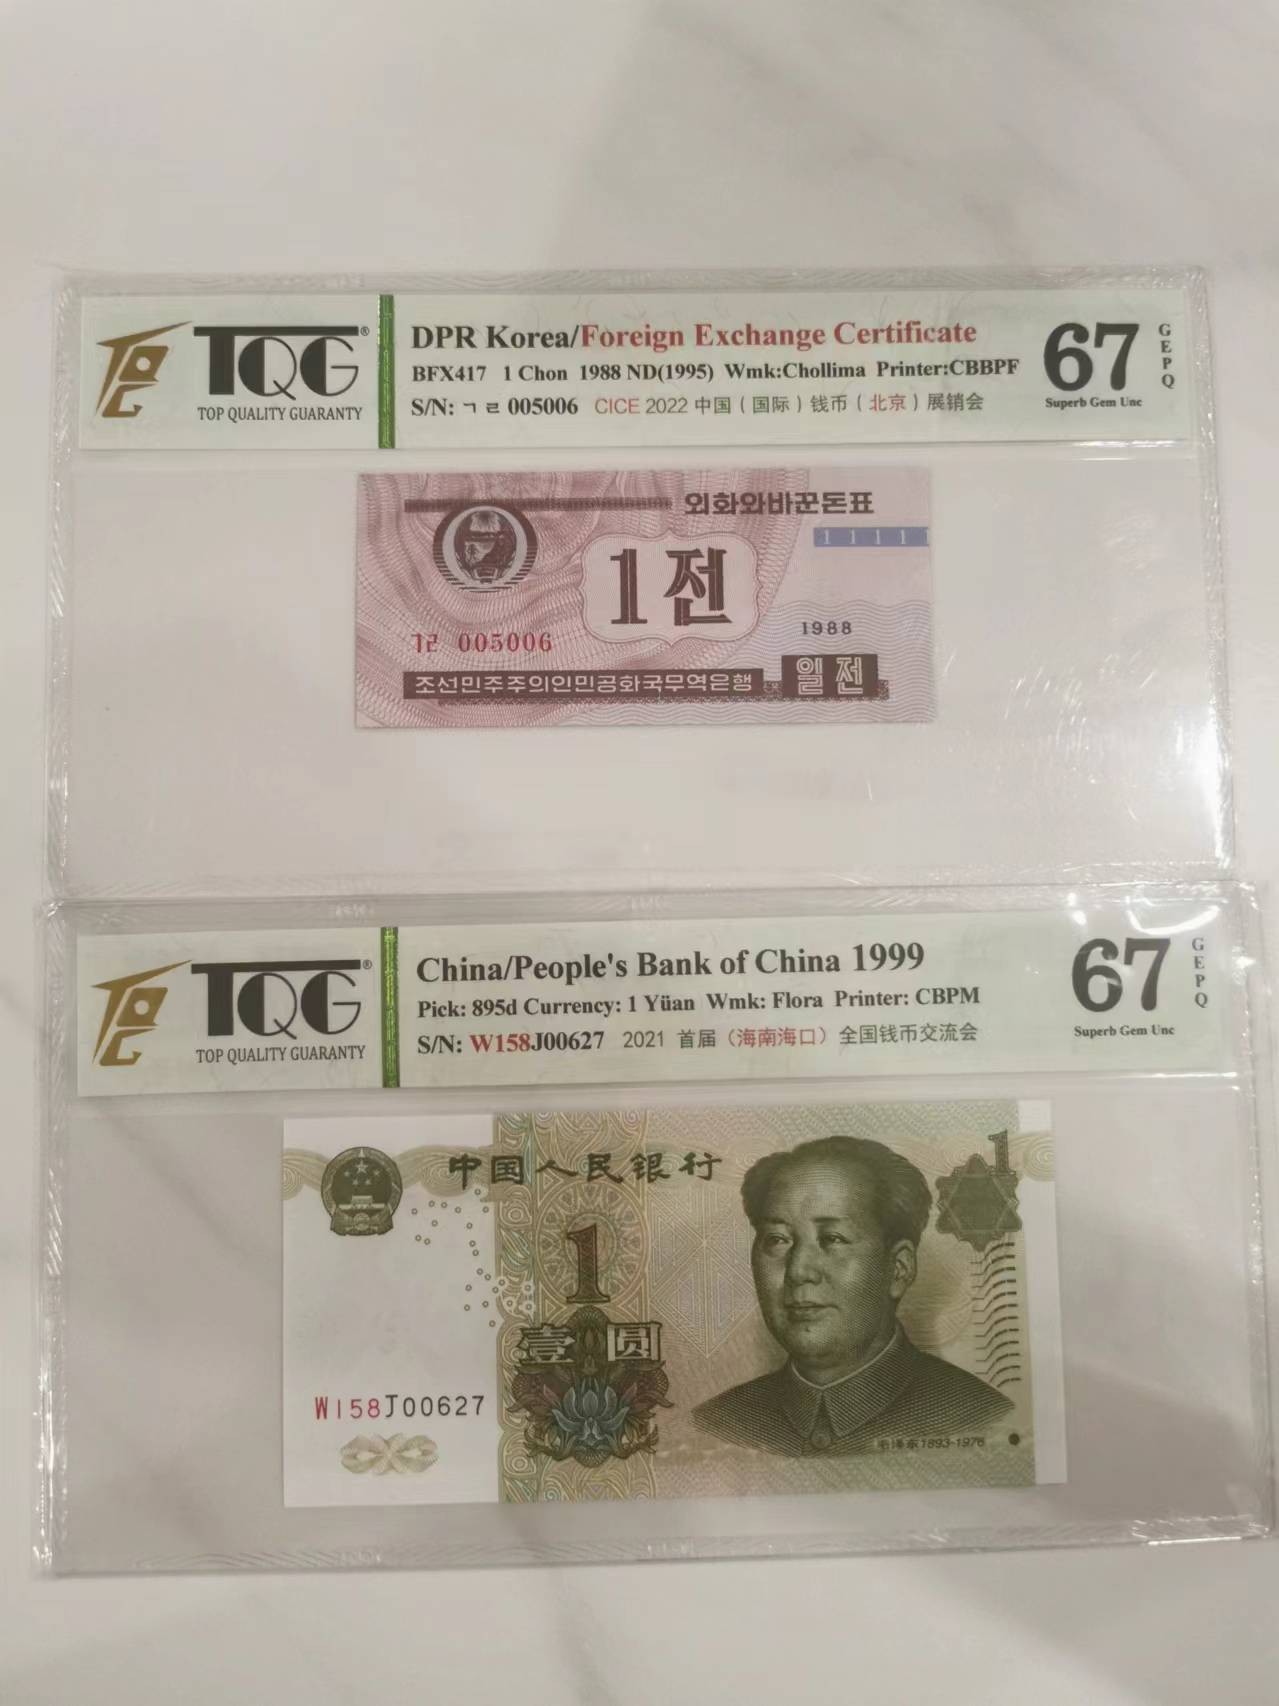 TQG®
TOP QUALITY GUARANTY
DPR Korea/Foreign Exchange Certificate
BFX417 1 Chon 1988 ND(1995) Wmk:Chollima Printer:CBBPF
S/N: ㄱㄹ 005006 CICE 2022 中国（国际）钱币（北京）展销会
67
GEPQ
Superb Gem Unc
외화와바꾼돈표
1 1 1 1 1
1전
1988
ㄱㄹ 005006
조선민주주의인민공화국무역은행
일전
TQG®
TOP QUALITY GUARANTY
China/People's Bank of China 1999
Pick: 895d Currency: 1 Yüan Wmk: Flora Printer: CBPM
S/N: W158J00627 2021 首届（海南海口）全国钱币交流会
67
GEPQ
Superb Gem Unc
中国人民银行
1
1
壹圆
W158J00627
毛泽东1893-1976